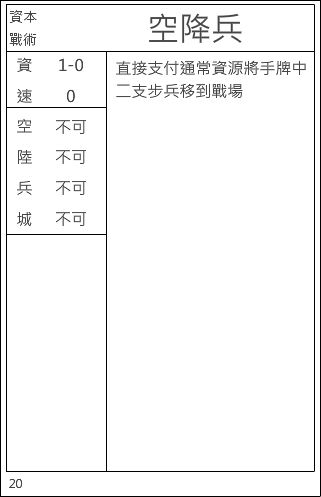 資本
戰術
空降兵
資 1-0
速 0
空 不可
陸 不可
兵 不可
城 不可
直接支付通常資源將手牌中
二支步兵移到戰場
20